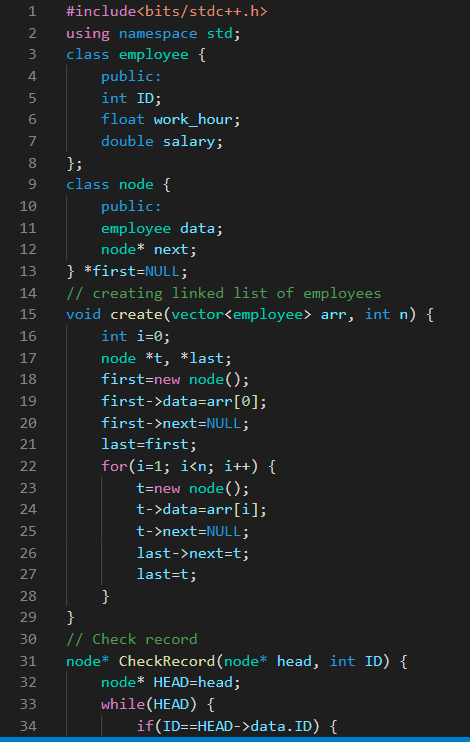 1 #include<bits/stdc++.h>
2 using namespace std;
3 class employee {
4 public:
5 int ID;
6 float work_hour;
7 double salary;
8 };
9 class node {
10 public:
11 employee data;
12 node* next;
13 } *first=NULL;
14 // creating linked list of employees
15 void create(vector<employee> arr, int n) {
16 int i=0;
17 node *t, *last;
18 first=new node();
19 first->data=arr[0];
20 first->next=NULL;
21 last=first;
22 for(i=1; i<n; i++) {
23 t=new node();
24 t->data=arr[i];
25 t->next=NULL;
26 last->next=t;
27 last=t;
28 }
29 }
30 // Check record
31 node* CheckRecord(node* head, int ID) {
32 node* HEAD=head;
33 while(HEAD) {
34 if(ID==HEAD->data.ID) {